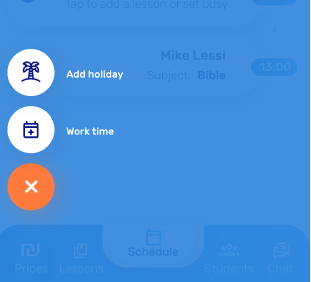 Tap to add a lesson or set busy
Mike Lessi
Subject: Bible
13:00
Add holiday
Work time
Prices
Lessons
Schedule
Students
Chat